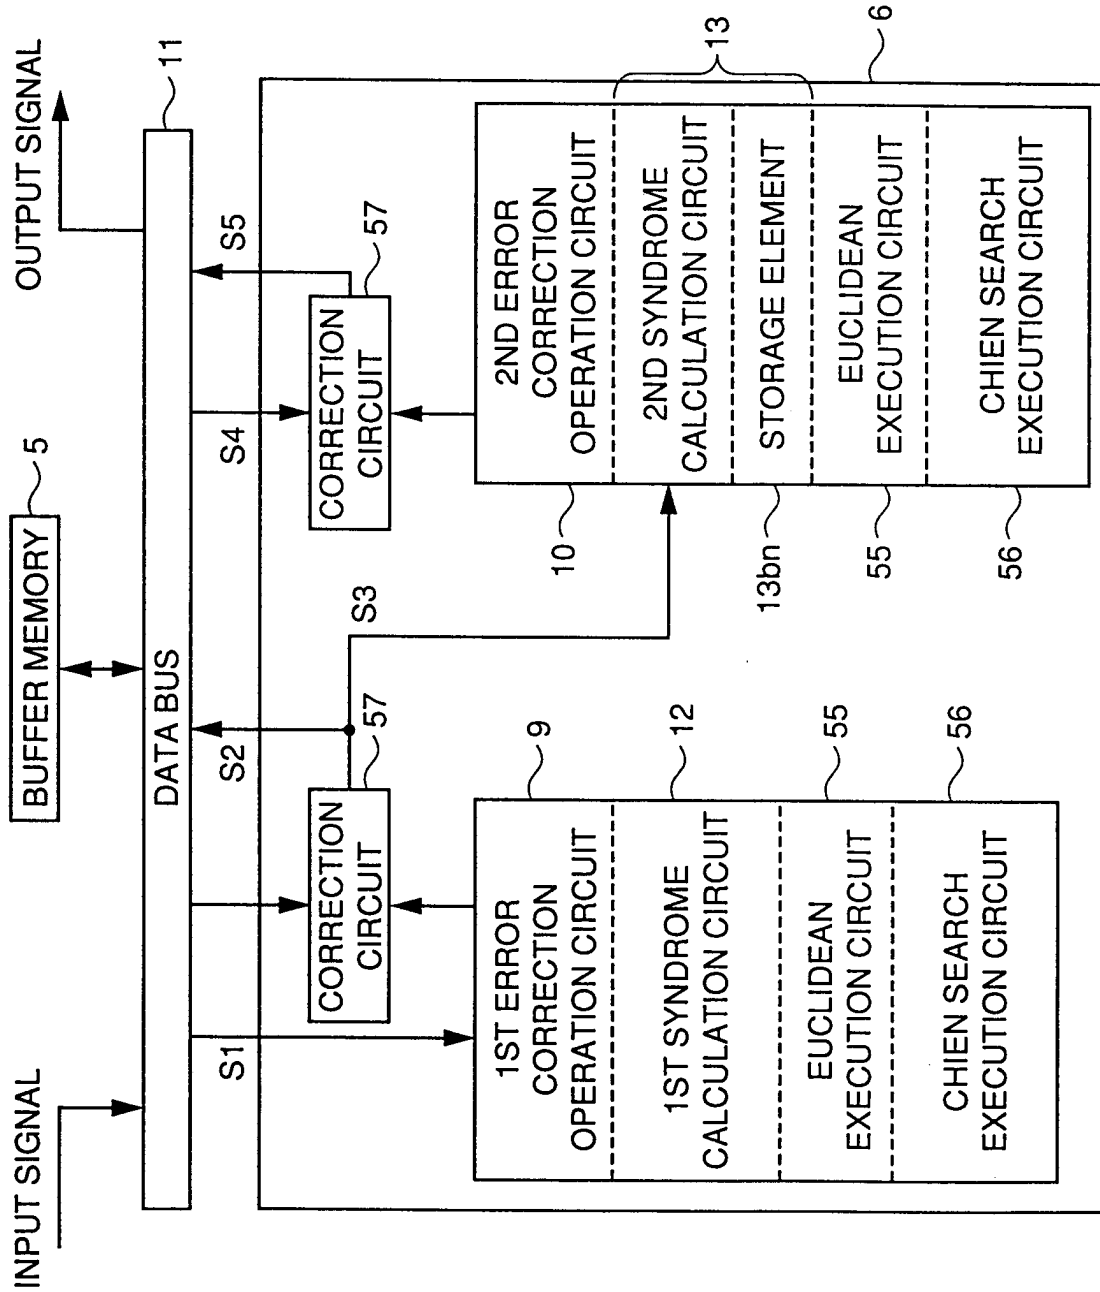 BUFFER MEMORY
5
INPUT SIGNAL
OUTPUT SIGNAL
DATA BUS
11
S1
S2
S4
S5
CORRECTION
CIRCUIT
57
S3
CORRECTION
CIRCUIT
57
1ST ERROR
CORRECTION
OPERATION CIRCUIT
9
1ST SYNDROME
CALCULATION CIRCUIT
12
EUCLIDEAN
EXECUTION CIRCUIT
55
CHIEN SEARCH
EXECUTION CIRCUIT
56
2ND ERROR
CORRECTION
OPERATION CIRCUIT
10
2ND SYNDROME
CALCULATION CIRCUIT
13
STORAGE ELEMENT
13bn
EUCLIDEAN
EXECUTION CIRCUIT
55
CHIEN SEARCH
EXECUTION CIRCUIT
56
6